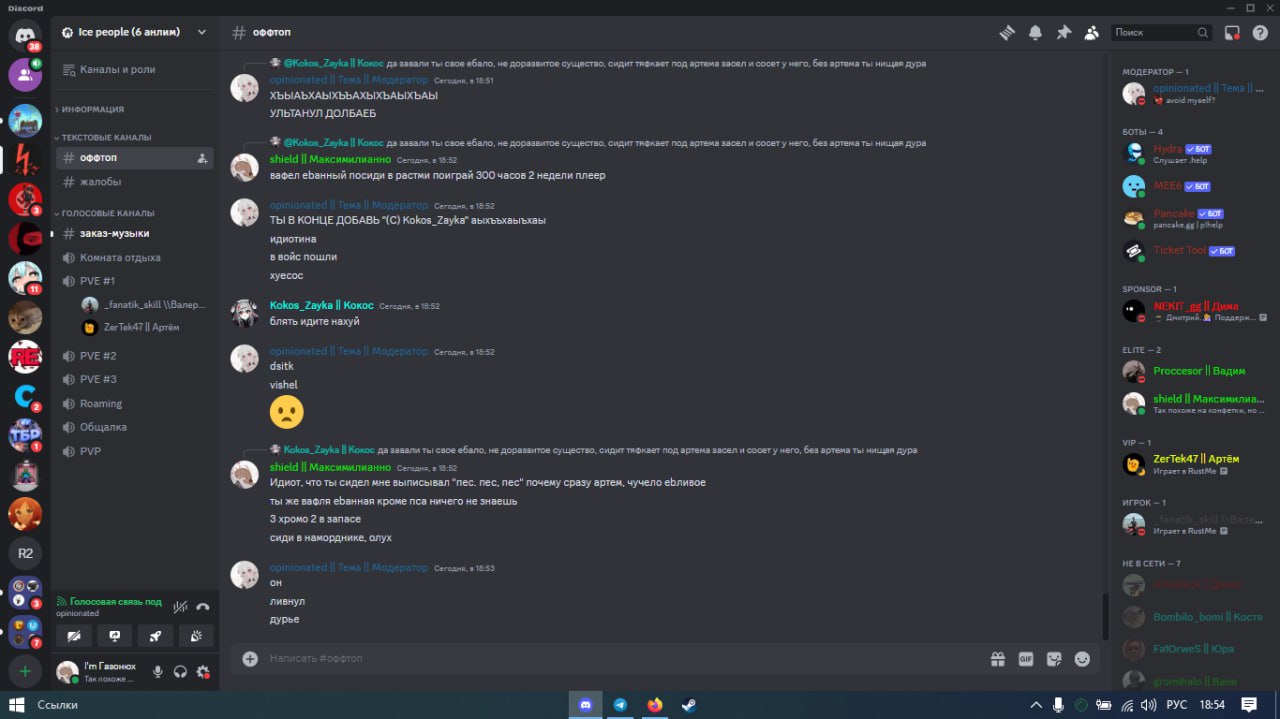 Discord
38
Ice people (6 анлим)
# оффтоп
Поиск
Каналы и роли
ИНФОРМАЦИЯ
ТЕКСТОВЫЕ КАНАЛЫ
# оффтоп
# жалобы
ГОЛОСОВЫЕ КАНАЛЫ
# заказ-музыки
Комната отдыха
PVE #1
_fanatik_skill \\Валер...
ZerTek47 || Артём
PVE #2
PVE #3
Roaming
Общалка
PVP
3
11
RE
2
ТБР
1
R2
3
7
Голосовая связь под
opinionated
I'm Газонюх
Так похоже ...
@Kokos_Zayka || Кокос да завали ты свое ебало, не доразвитое существо, сидит тяфкает под артема засел и сосет у него, без артема ты нищая дура
opinionated || Тема || Модератор Сегодня, в 18:51
ХЪЫАЪХАЫХЪЪАХЫХЪАЫХЪАЫ
УЛЬТАНУЛ ДОЛБАЕБ
@Kokos_Zayka || Кокос да завали ты свое ебало, не доразвитое существо, сидит тяфкает под артема засел и сосет у него, без артема ты нищая дура
shield || Максимилианно Сегодня, в 18:52
вафел еbанный посиди в растми поиграй 300 часов 2 недели плеер
opinionated || Тема || Модератор Сегодня, в 18:52
ТЫ В КОНЦЕ ДОБАВЬ "(C) Kokos_Zayka" аыхъъхаыъхаы
идиотина
в войс пошли
хуесос
Kokos_Zayka || Кокос Сегодня, в 18:52
блять идите нахуй
opinionated || Тема || Модератор Сегодня, в 18:52
dsitk
vishel
Kokos_Zayka || Кокос да завали ты свое ебало, не доразвитое существо, сидит тяфкает под артема засел и сосет у него, без артема ты нищая дура
shield || Максимилианно Сегодня, в 18:52
Идиот, что ты сидел мне выписывал "пес. пес, пес" почему сразу артем, чучело ебливое
ты же вафля еbанная кроме пса ничего не знаешь
3 хромо 2 в запасе
сиди в наморднике, олух
opinionated || Тема || Модератор Сегодня, в 18:53
он
ливнул
дурье
Написать #оффтоп
GIF
МОДЕРАТОР — 1
opinionated || Тема || ...
avoid myself?
БОТЫ — 4
Hydra БОТ
Слушает .help
MEE6 БОТ
Pancake БОТ
pancake.gg | p!help
Ticket Tool БОТ
SPONSOR — 1
NEKIT_gg || Дима
Дмитрий. Поддерж...
ELITE — 2
Proccesor || Вадим
shield || Максимилиа...
Так похоже на конфетки, но ...
VIP — 1
ZerTek47 || Артём
Играет в RustMe
ИГРОК — 1
_fanatik_skill \\Вале...
Играет в RustMe
НЕ В СЕТИ — 7
Bombilo_bomi || Костя
Fa1OrweS || Юра
gromihalo || Ваня
Ссылки
РУС
18:54